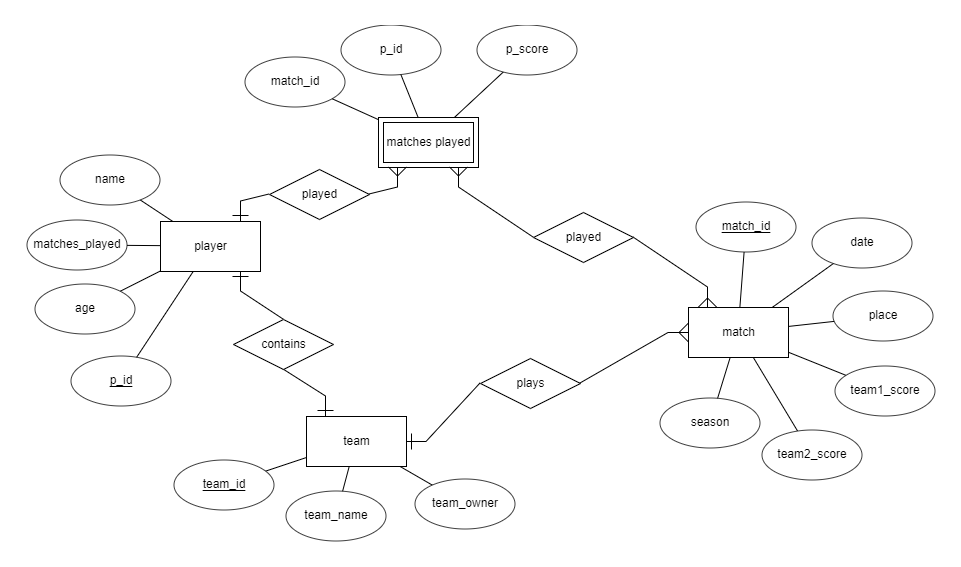 p_id
p_score
match_id
matches played
name
played
match_id
played
date
matches_played
player
age
place
match
contains
plays
p_id
team1_score
season
team
team2_score
team_id
team_name
team_owner